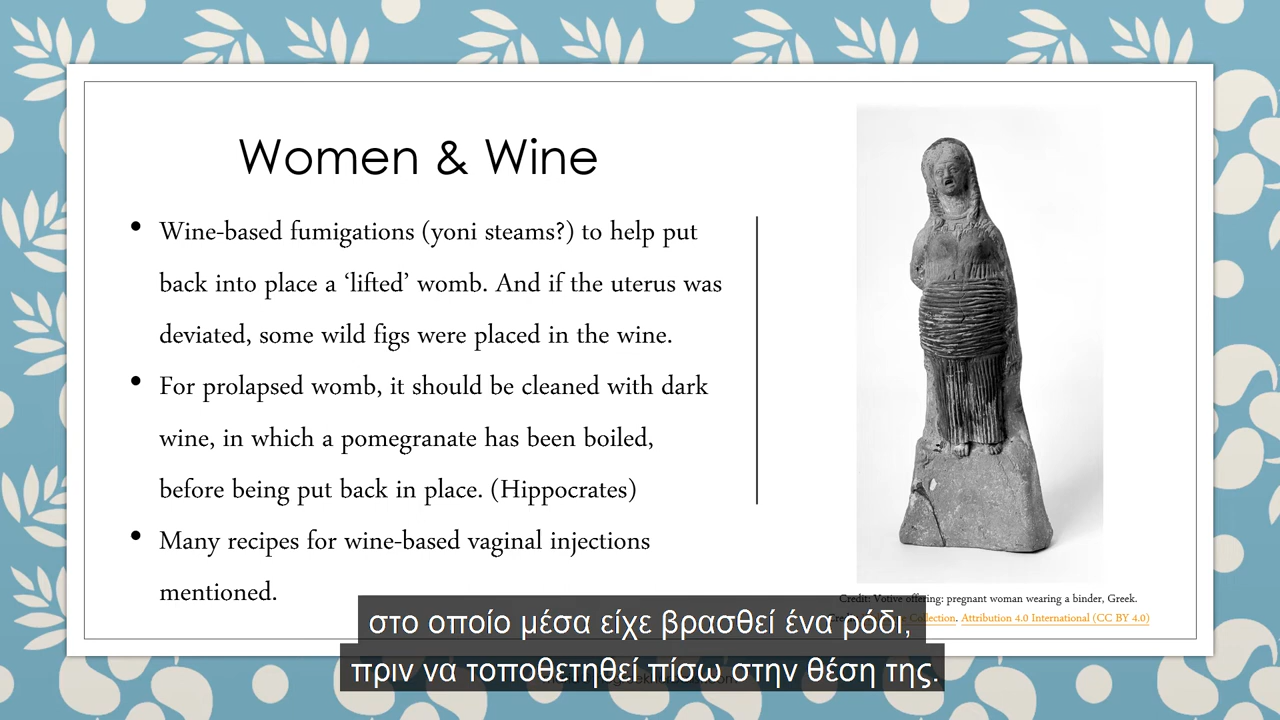 Women & Wine
• Wine-based fumigations (yoni steams?) to help put
back into place a ‘lifted’ womb. And if the uterus was
deviated, some wild figs were placed in the wine.
• For prolapsed womb, it should be cleaned with dark
wine, in which a pomegranate has been boiled,
before being put back in place. (Hippocrates)
• Many recipes for wine-based vaginal injections
mentioned.
Credit: Votive offering: pregnant woman wearing a binder, Greek.
Collection. Attribution 4.0 International (CC BY 4.0)
στο οποίο μέσα είχε βρασθεί ένα ρόδι,
πριν να τοποθετηθεί πίσω στην θέση της.